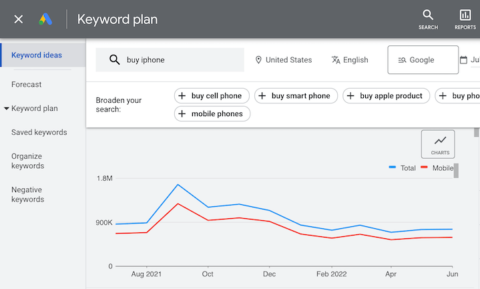 Keyword plan
SEARCH
REPORTS
Keyword ideas
Forecast
Keyword plan
Saved keywords
Organize
keywords
Negative
keywords
buy iphone
United States
English
Google
Broaden your
search:
buy cell phone
buy smart phone
buy apple product
mobile phones
CHARTS
Total
Mobile
1.8M
900K
0
Aug 2021
Oct
Dec
Feb 2022
Apr
Jun